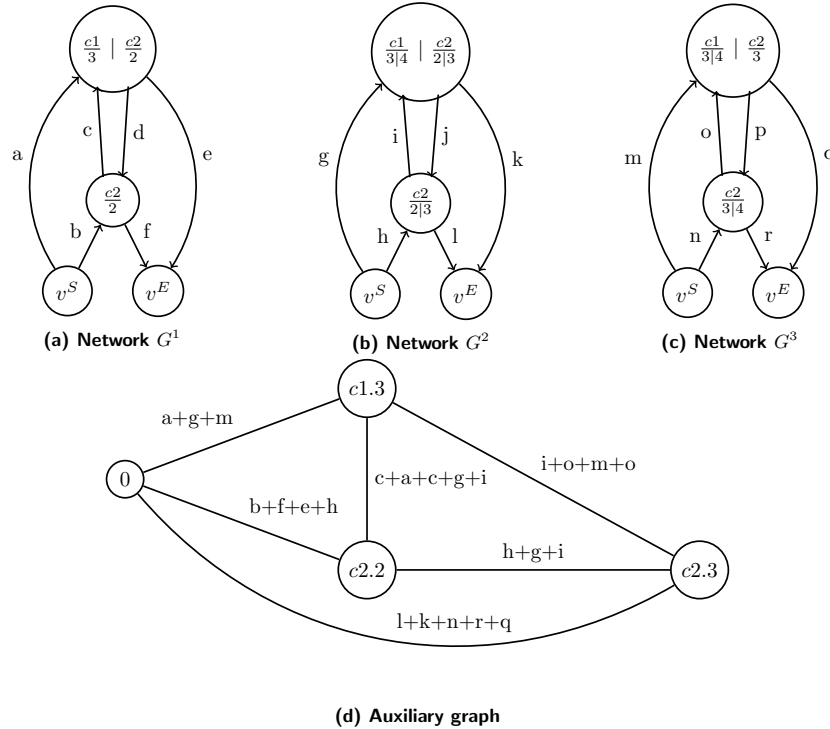 c1/3 | c2/2
c1/3|4 | c2/2|3
c1/3|4 | c2/3
a
c
d
e
g
i
j
k
m
o
p
c2/2
c2/2|3
c2/3|4
b
f
h
l
n
r
v^S
v^E
v^S
v^E
v^S
v^E
(a) Network G^1
(b) Network G^2
(c) Network G^3
c1.3
a+g+m
i+o+m+o
0
c+a+c+g+i
b+f+e+h
h+g+i
c2.2
c2.3
l+k+n+r+q
(d) Auxiliary graph